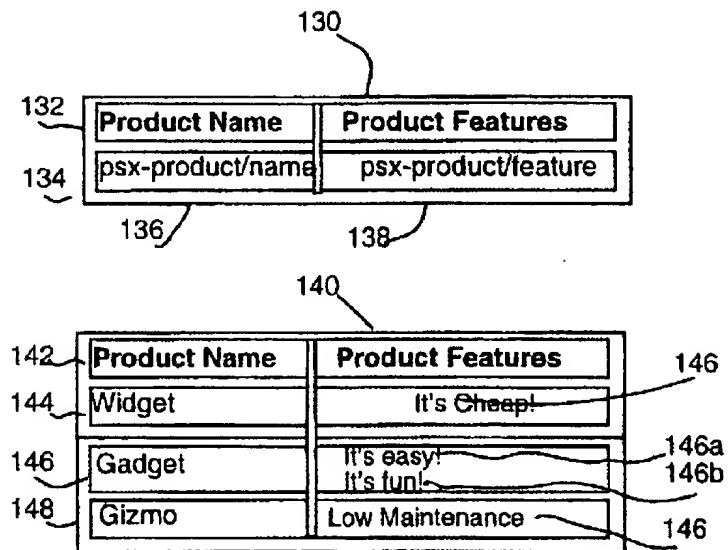 130
132 Product Name Product Features
134 psx-product/name psx-product/feature
136 138
140
142 Product Name Product Features 146
144 Widget It's Cheap!
146 Gadget It's easy! 146a
It's fun! 146b
148 Gizmo Low Maintenance 146